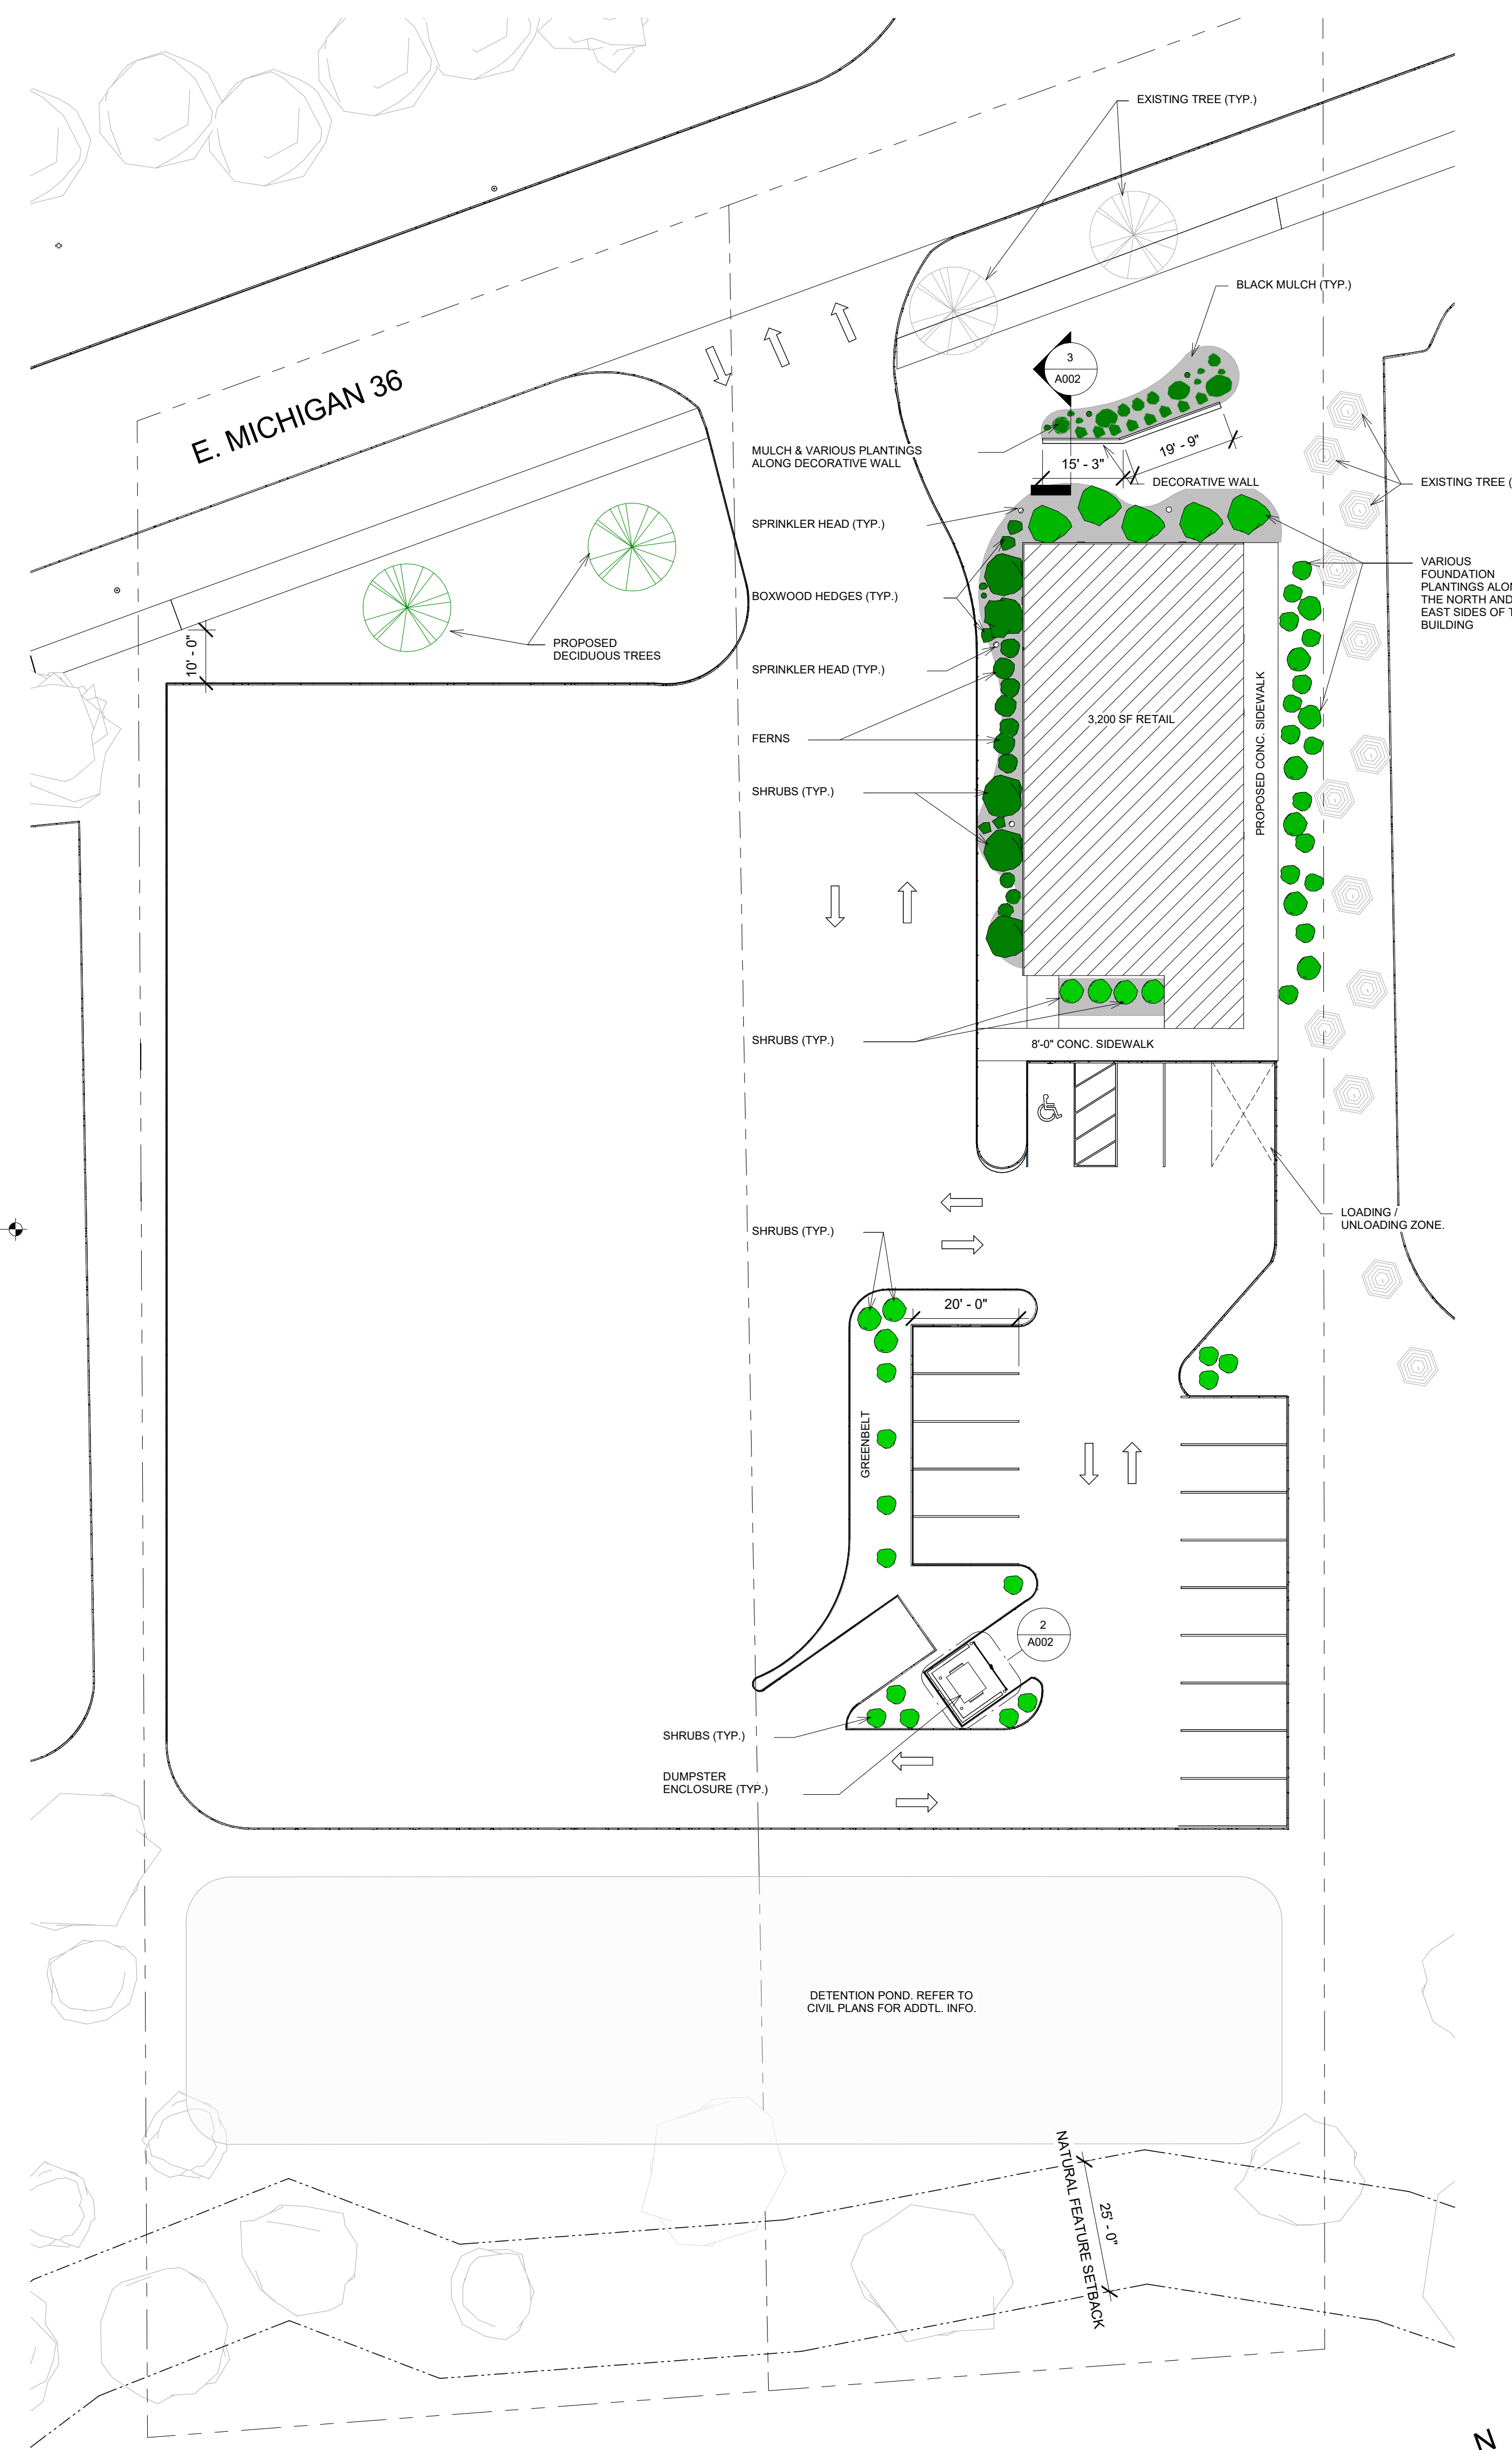 EXISTING TREE (TYP.)
BLACK MULCH (TYP.)
E. MICHIGAN 36
3
A002
MULCH & VARIOUS PLANTINGS
ALONG DECORATIVE WALL
19' - 9"
15' - 3"
DECORATIVE WALL
EXISTING TREE (
SPRINKLER HEAD (TYP.)
VARIOUS
FOUNDATION
PLANTINGS ALON
THE NORTH AND
EAST SIDES OF T
BUILDING
BOXWOOD HEDGES (TYP.)
PROPOSED
DECIDUOUS TREES
10' - 0"
SPRINKLER HEAD (TYP.)
3,200 SF RETAIL
PROPOSED CONC. SIDEWALK
FERNS
SHRUBS (TYP.)
SHRUBS (TYP.)
8'-0" CONC. SIDEWALK
LOADING /
UNLOADING ZONE.
SHRUBS (TYP.)
20' - 0"
GREENBELT
2
A002
SHRUBS (TYP.)
DUMPSTER
ENCLOSURE (TYP.)
DETENTION POND. REFER TO
CIVIL PLANS FOR ADDTL. INFO.
NATURAL FEATURE SETBACK
25' - 0"
N